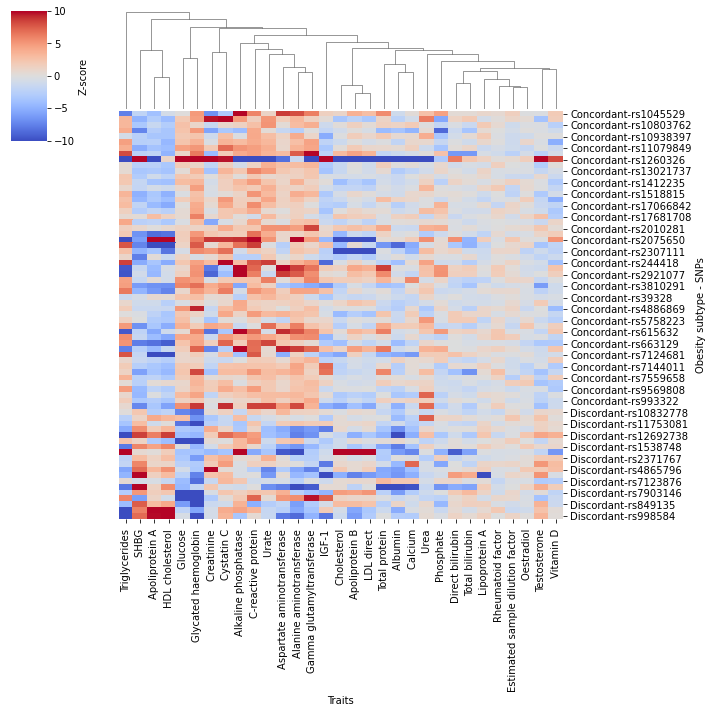 10
5
0
−5
−10
Z-score
Concordant-rs1045529
Concordant-rs10803762
Concordant-rs10938397
Concordant-rs11079849
Concordant-rs1260326
Concordant-rs13021737
Concordant-rs1412235
Concordant-rs1518815
Concordant-rs17066842
Concordant-rs17681708
Concordant-rs2010281
Concordant-rs2075650
Concordant-rs2307111
Concordant-rs244418
Concordant-rs2921077
Concordant-rs3810291
Concordant-rs39328
Concordant-rs4886869
Concordant-rs5758223
Concordant-rs615632
Concordant-rs663129
Concordant-rs7124681
Concordant-rs7144011
Concordant-rs7559658
Concordant-rs9569808
Concordant-rs993322
Discordant-rs10832778
Discordant-rs11753081
Discordant-rs12692738
Discordant-rs1538748
Discordant-rs2371767
Discordant-rs4865796
Discordant-rs7123876
Discordant-rs7903146
Discordant-rs849135
Discordant-rs998584
Obesity subtype - SNPs
Triglycerides
SHBG
Apoliprotein A
HDL cholesterol
Glucose
Glycated haemoglobin
Creatinine
Cystatin C
Alkaline phosphatase
C-reactive protein
Urate
Aspartate aminotransferase
Alanine aminotransferase
Gamma glutamyltransferase
IGF-1
Cholesterol
Apoliprotein B
LDL direct
Total protein
Albumin
Calcium
Urea
Phosphate
Direct bilirubin
Total bilirubin
Lipoprotein A
Rheumatoid factor
Estimated sample dilution factor
Oestradiol
Testosterone
Vitamin D
Traits